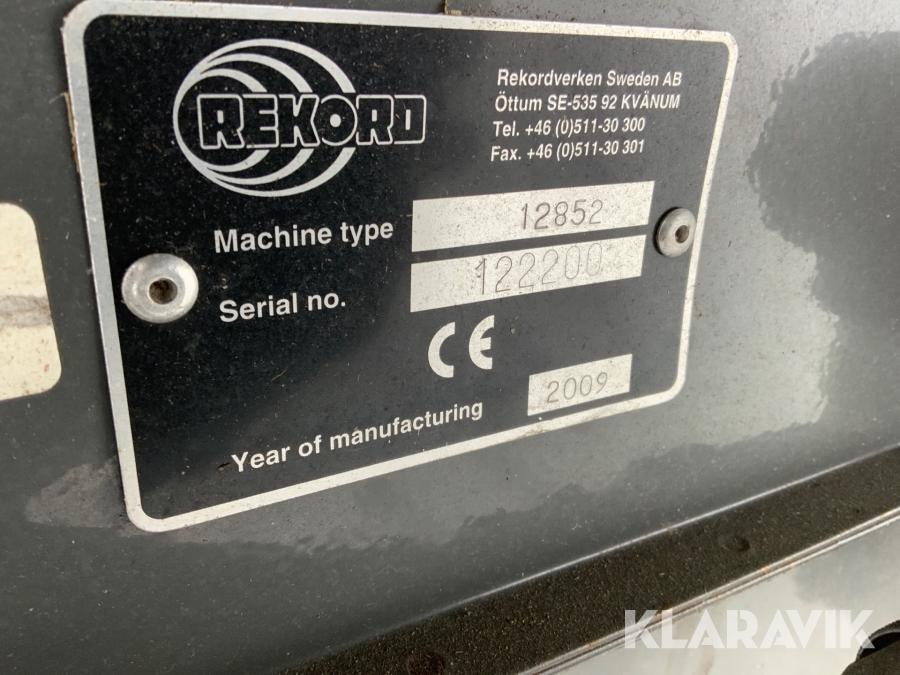 REKORD
Rekordverken Sweden AB
Öttum SE-535 92 KVÄNUM
Tel. +46 (0)511-30 300
Fax. +46 (0)511-30 301
Machine type 12852
Serial no. 122200
CE
Year of manufacturing 2009
KLARAVIK